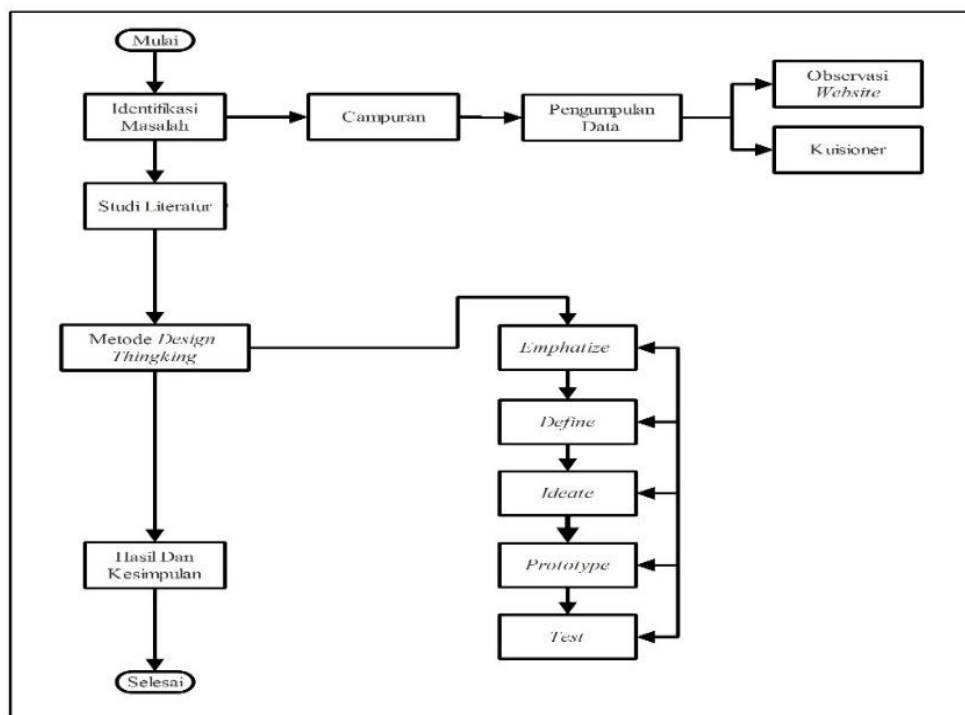 Mulai
Identifikasi
Masalah
Campuran
Pengumpulan
Data
Observasi
Website
Kuisioner
Studi Literatur
Metode Design
Thingking
Emphatize
Define
Ideate
Prototype
Test
Hasil Dan
Kesimpulan
Selesai